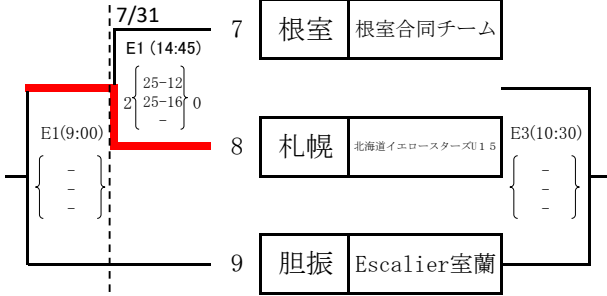 7/31
7 根室 根室合同チーム
E1 (14:45)
25-12
2 25-16 0
-
E1(9:00)
-
-
-
8 札幌 北海道イエロースターズU15
E3(10:30)
-
-
-
9 胆振 Escalier室蘭